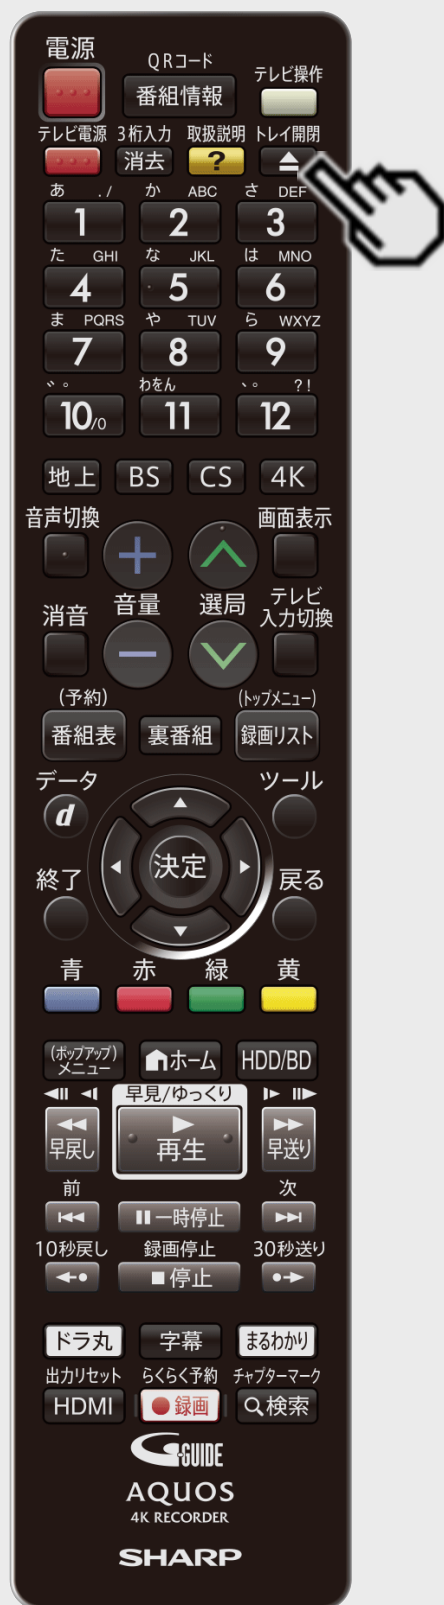 電源 QRコード テレビ操作
番組情報
テレビ電源 3桁入力 取扱説明 トレイ開閉
消去 ?
あ ./ か ABC さ DEF
1 2 3
た GHI な JKL は MNO
4 5 6
ま PQRS や TUV ら WXYZ
7 8 9
゛゜ わをん 、。 ?!
10/0 11 12
地上 BS CS 4K
音声切換 画面表示
+
消音 音量 選局 テレビ
入力切換
−
(予約) (トップメニュー)
番組表 裏番組 録画リスト
データ ツール
d 決定
終了 戻る
青 赤 緑 黄
(ポップアップ)
メニュー ホーム HDD/BD
早見/ゆっくり
早戻し 再生 早送り
前 次
一時停止
10秒戻し 録画停止 30秒送り
停止
ドラ丸 字幕 まるわかり
出力リセット らくらく予約 チャプターマーク
HDMI 録画 検索
G-GUIDE
AQUOS
4K RECORDER
SHARP